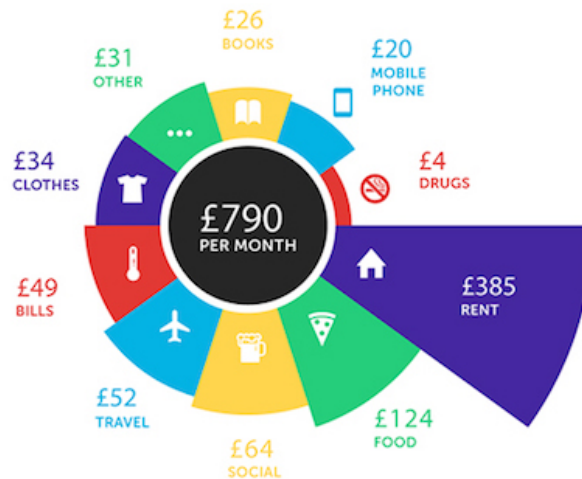 £26
BOOKS
£20
MOBILE
PHONE
£31
OTHER
£4
DRUGS
£34
CLOTHES
£790
PER MONTH
£385
RENT
£49
BILLS
£52
TRAVEL
£124
FOOD
£64
SOCIAL